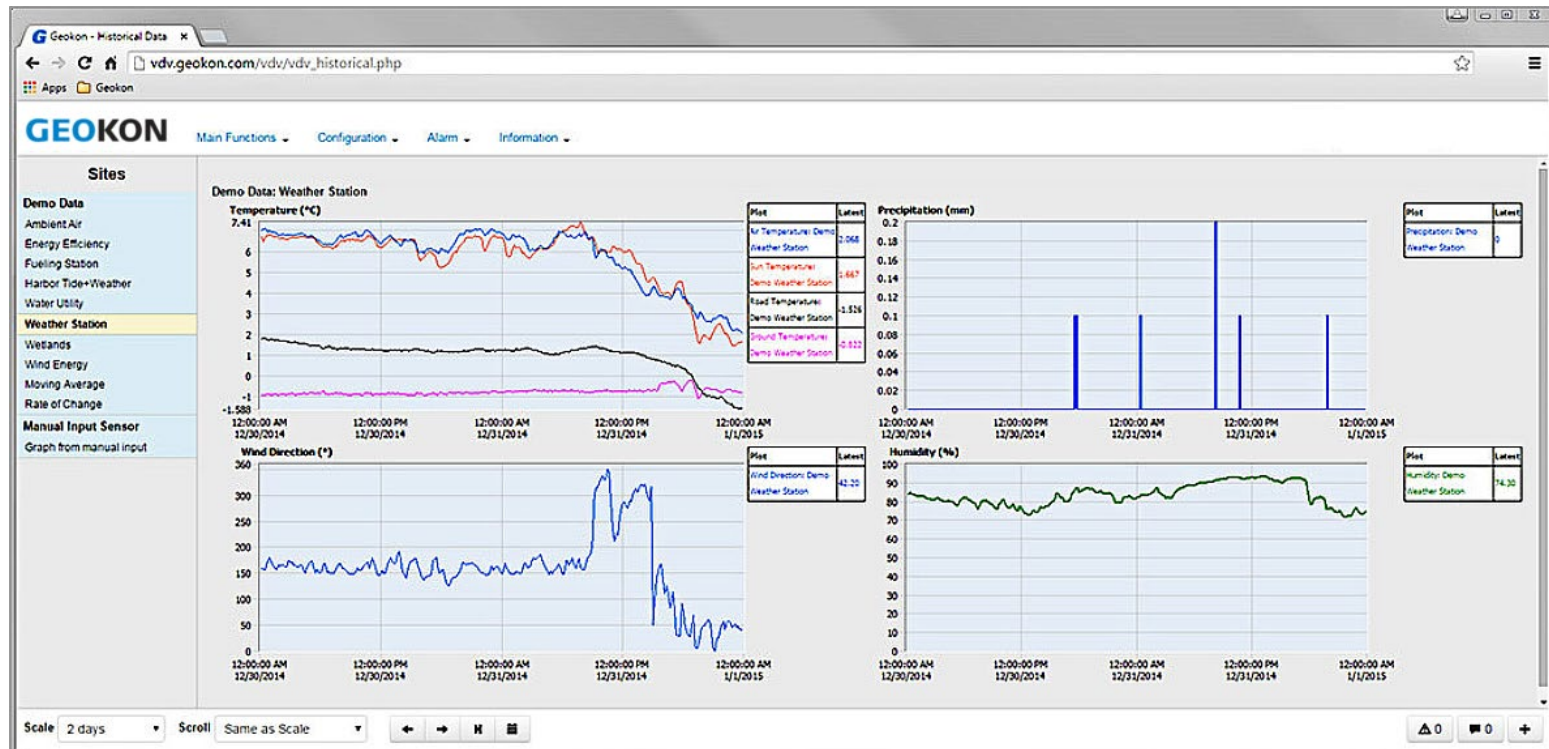 Geokon - Historical Data
vdv.geokon.com/vdv/vdv_historical.php
Apps Geokon
GEOKON
Main Functions Configuration Alarm Information
Sites
Demo Data
Ambient Air
Energy Efficiency
Fueling Station
Harbor Tide+Weather
Water Utility
Weather Station
Wetlands
Wind Energy
Moving Average
Rate of Change
Manual Input Sensor
Graph from manual input
Demo Data: Weather Station
Temperature (°C)
7.41
6
5
4
3
2
1
0
-1
-1.588
12:00:00 AM 12:00:00 PM 12:00:00 AM 12:00:00 PM 12:00:00 AM
12/30/2014 12/30/2014 12/31/2014 12/31/2014 1/1/2015
Plot Latest
Air Temperature: Demo
Weather Station
2.068
Sun Temperature:
Demo Weather Station
1.667
Road Temperature:
Demo Weather Station
-1.526
Ground Temperature:
Demo Weather Station
Precipitation (mm)
0.2
0.18
0.16
0.14
0.12
0.1
0.08
0.06
0.04
0.02
0
12:00:00 AM 12:00:00 PM 12:00:00 AM 12:00:00 PM 12:00:00 AM
12/30/2014 12/30/2014 12/31/2014 12/31/2014 1/1/2015
Plot Latest
Precipitation: Demo
Weather Station
0
Wind Direction (°)
360
300
250
200
150
100
50
0
12:00:00 AM 12:00:00 PM 12:00:00 AM 12:00:00 PM 12:00:00 AM
12/30/2014 12/30/2014 12/31/2014 12/31/2014 1/1/2015
Plot Latest
Wind Direction: Demo
Weather Station
42.20
Humidity (%)
100
90
80
70
60
50
40
30
20
10
0
12:00:00 AM 12:00:00 PM 12:00:00 AM 12:00:00 PM 12:00:00 AM
12/30/2014 12/30/2014 12/31/2014 12/31/2014 1/1/2015
Plot Latest
Humidity: Demo
Weather Station
74.30
Scale 2 days Scroll Same as Scale
0 0